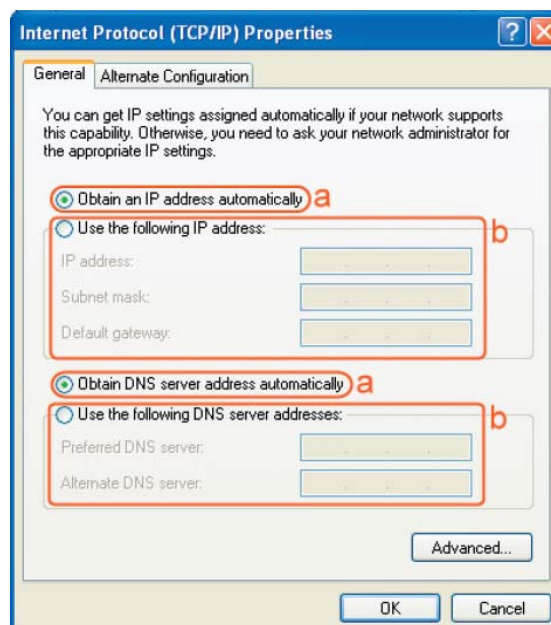 Internet Protocol (TCP/IP) Properties
General
Alternate Configuration
You can get IP settings assigned automatically if your network supports
this capability. Otherwise, you need to ask your network administrator for
the appropriate IP settings.
Obtain an IP address automatically a
Use the following IP address: b
IP address:
Subnet mask:
Default gateway:
Obtain DNS server address automatically a
Use the following DNS server addresses: b
Preferred DNS server:
Alternate DNS server:
Advanced...
OK
Cancel